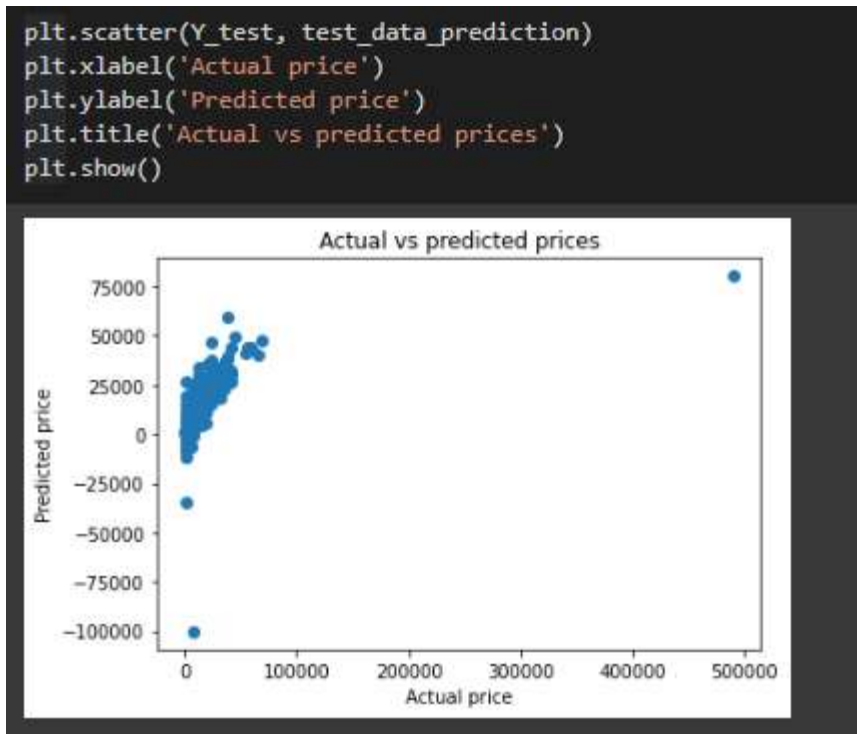 plt.scatter(Y_test, test_data_prediction)
plt.xlabel('Actual price')
plt.ylabel('Predicted price')
plt.title('Actual vs predicted prices')
plt.show()
Actual vs predicted prices
75000
50000
25000
0
−25000
−50000
−75000
−100000
Predicted price
0 100000 200000 300000 400000 500000
Actual price